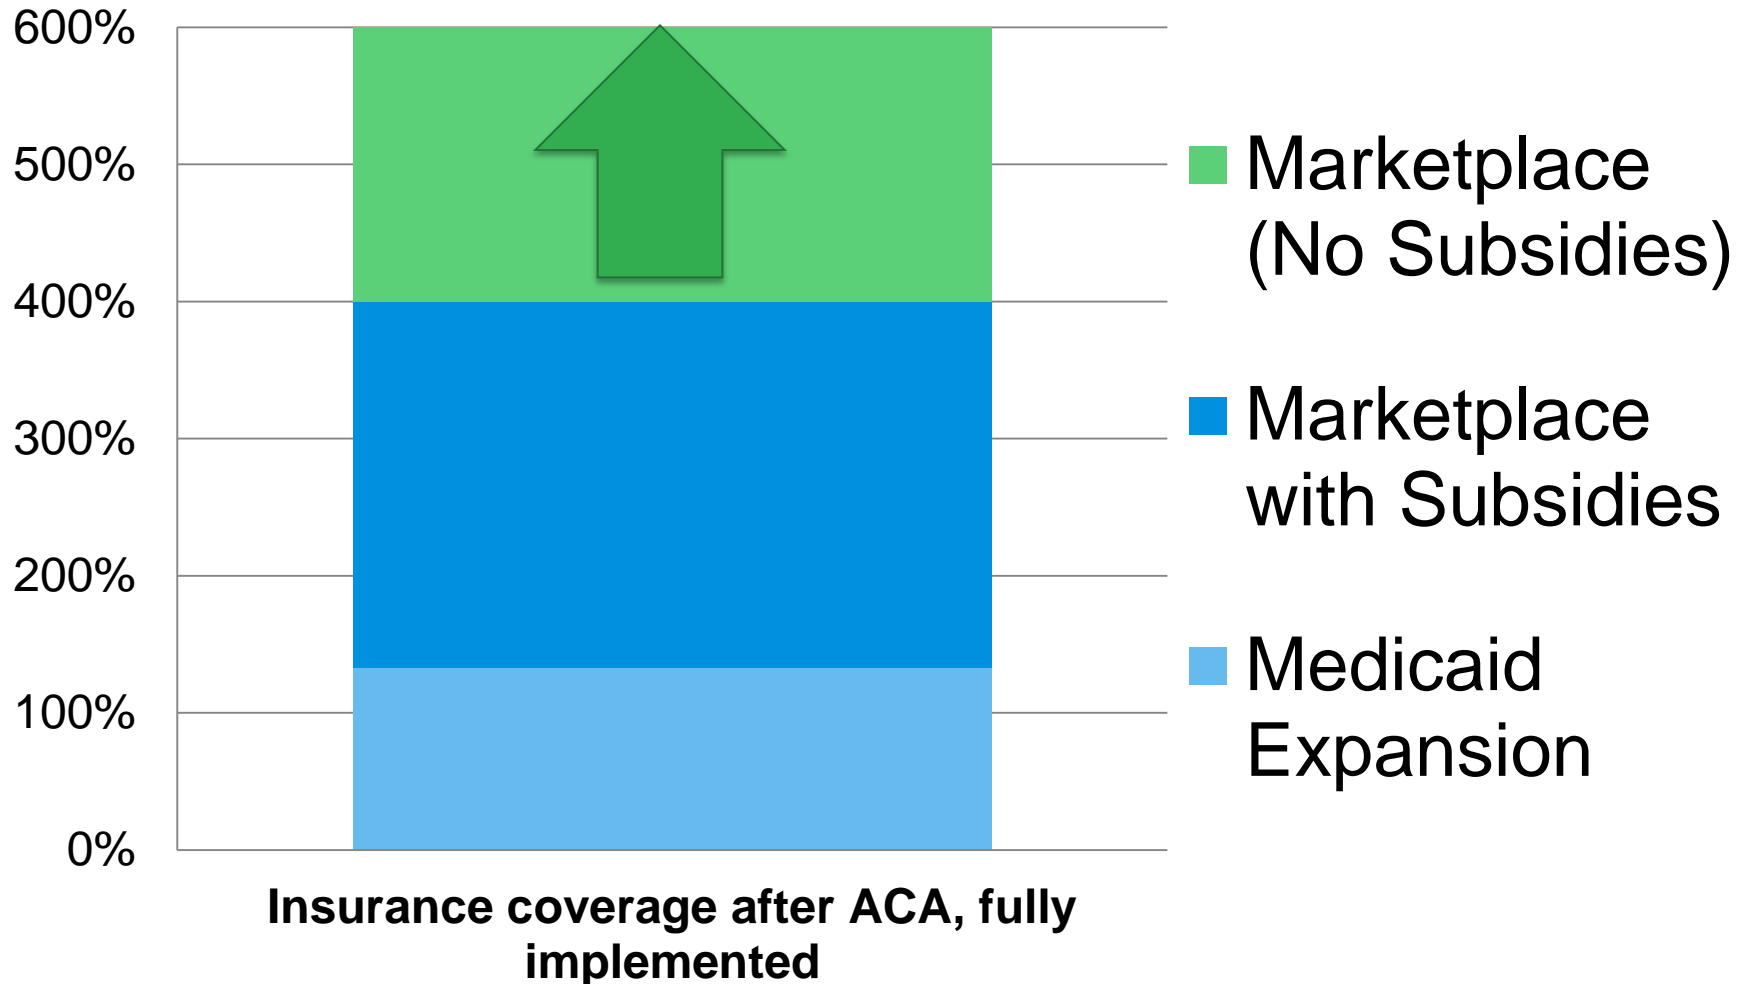 600%
500%
400%
300%
200%
100%
0%
Insurance coverage after ACA, fully
implemented
Marketplace
(No Subsidies)
Marketplace
with Subsidies
Medicaid
Expansion